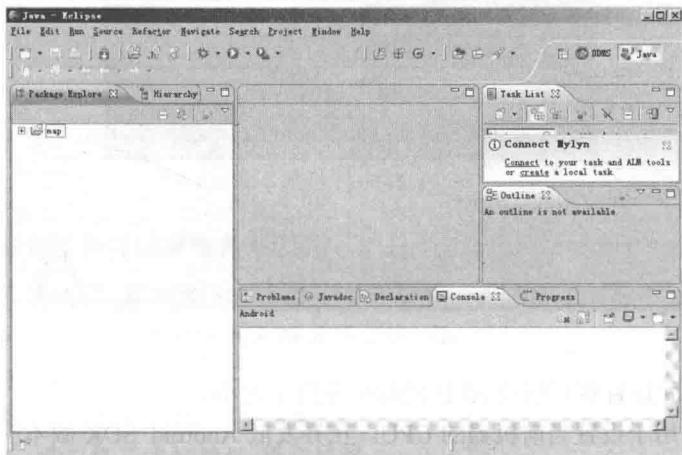 Java - Eclipse
File Edit Run Source Refactor Navigate Search Project Window Help
DDMS Java
Package Explore Hierarchy
map
Task List
Connect Mylyn
Connect to your task and ALM tools
or create a local task.
Outline
An outline is not available.
Problems Javadoc Declaration Console Progress
Android